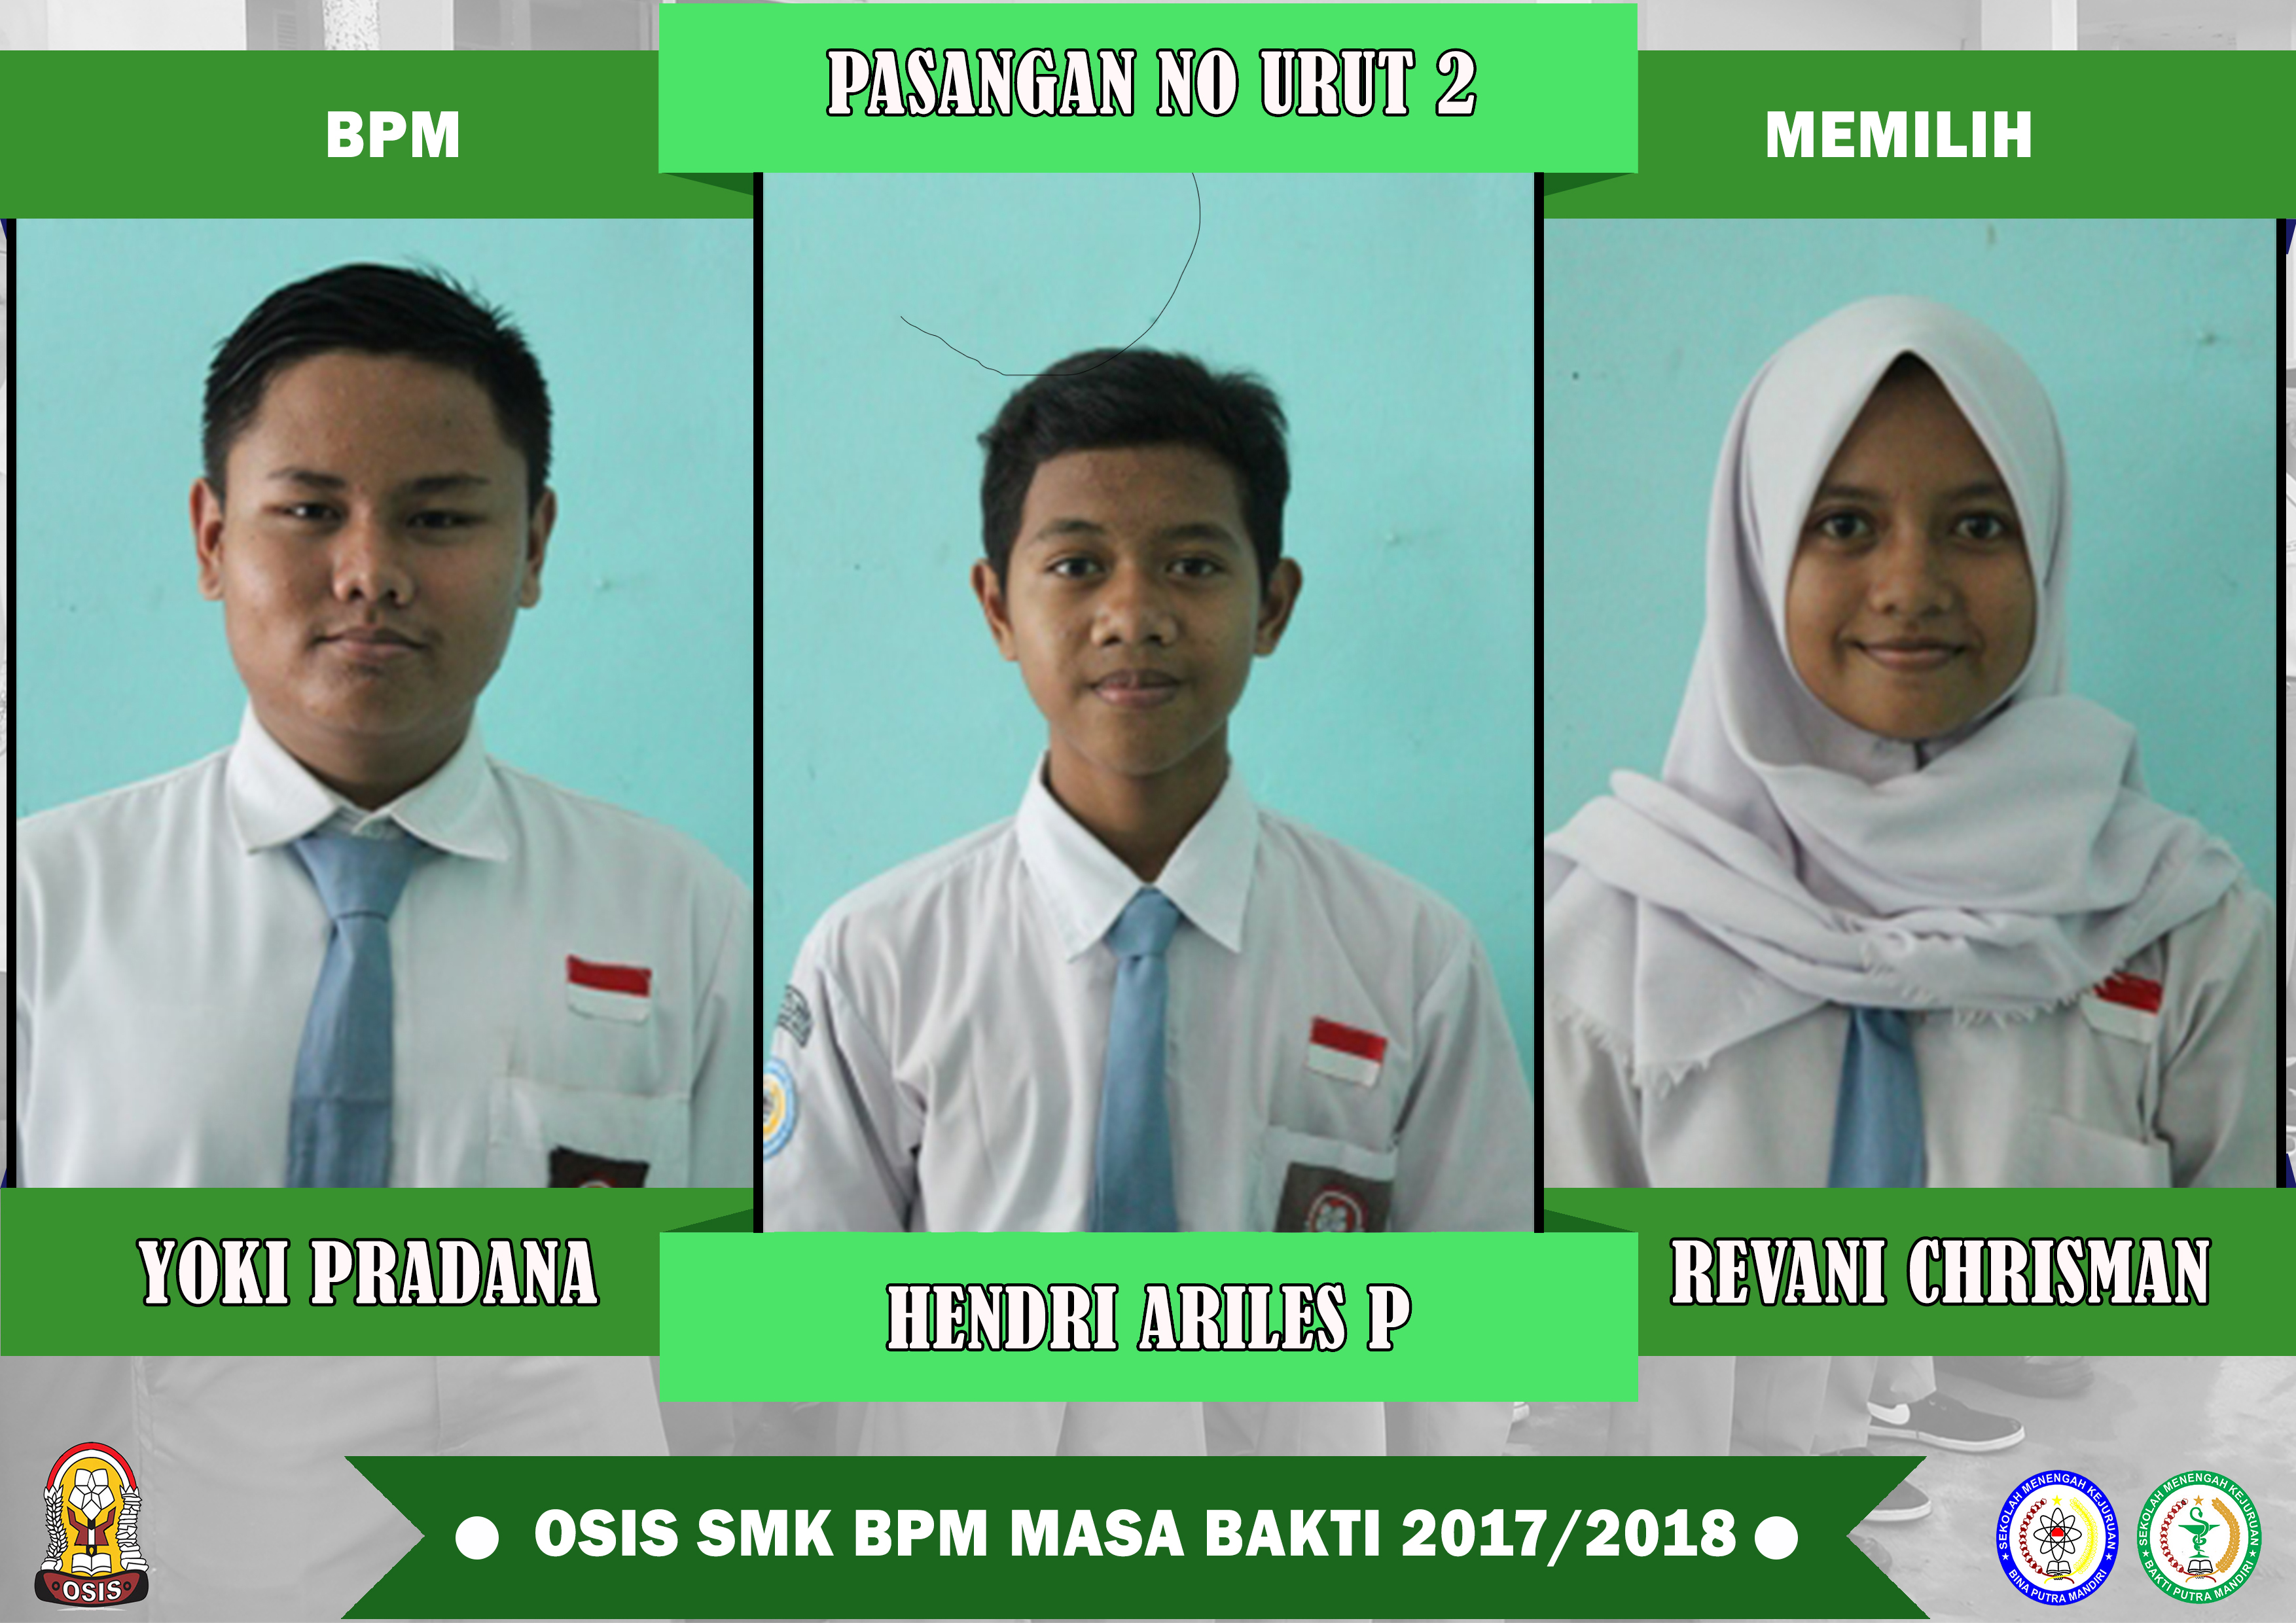 BPM
PASANGAN NO URUT 2
MEMILIH
YOKI PRADANA
HENDRI ARILES P
REVANI CHRISMAN
OSIS
OSIS SMK BPM MASA BAKTI 2017/2018
SEKOLAH MENENGAH KEJURUAN
BINA PUTRA MANDIRI
SEKOLAH MENENGAH KEJURUAN
BAKTI PUTRA MANDIRI